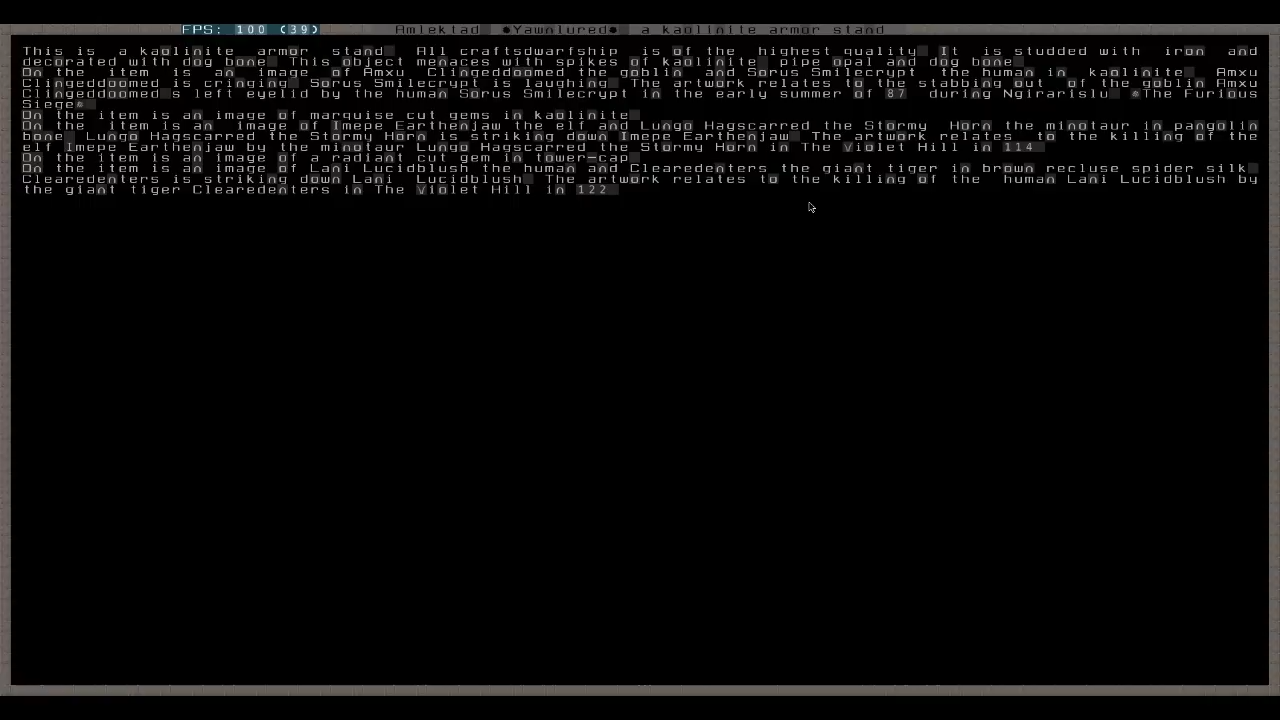 FPS: 100 (39) Amlektad "Yawnlured" a kaolinite armor stand
This is a kaolinite armor stand. All craftsdwarfship is of the highest quality. It is studded with iron and
decorated with dog bone. This object menaces with spikes of kaolinite, pipe opal and dog bone.
On the item is an image of Amxu Clingeddoomed the goblin and Sorus Smilecrypt the human in kaolinite. Amxu
Clingeddoomed is cringing. Sorus Smilecrypt is laughing. The artwork relates to the stabbing out of the goblin Amxu
Clingeddoomed's left eyelid by the human Sorus Smilecrypt in the early summer of 87 during Ngirarislu, "The Furious
Siege".
On the item is an image of marquise cut gems in kaolinite.
On the item is an image of Imepe Earthenjaw the elf and Lungo Hagscarred the Stormy Horn the minotaur in pangolin
bone. Lungo Hagscarred the Stormy Horn is striking down Imepe Earthenjaw. The artwork relates to the killing of the
elf Imepe Earthenjaw by the minotaur Lungo Hagscarred the Stormy Horn in The Violet Hill in 114.
On the item is an image of a radiant cut gem in tower-cap.
On the item is an image of Lani Lucidblush the human and Clearedenters the giant tiger in brown recluse spider silk.
Clearedenters is striking down Lani Lucidblush. The artwork relates to the killing of the human Lani Lucidblush by
the giant tiger Clearedenters in The Violet Hill in 122.